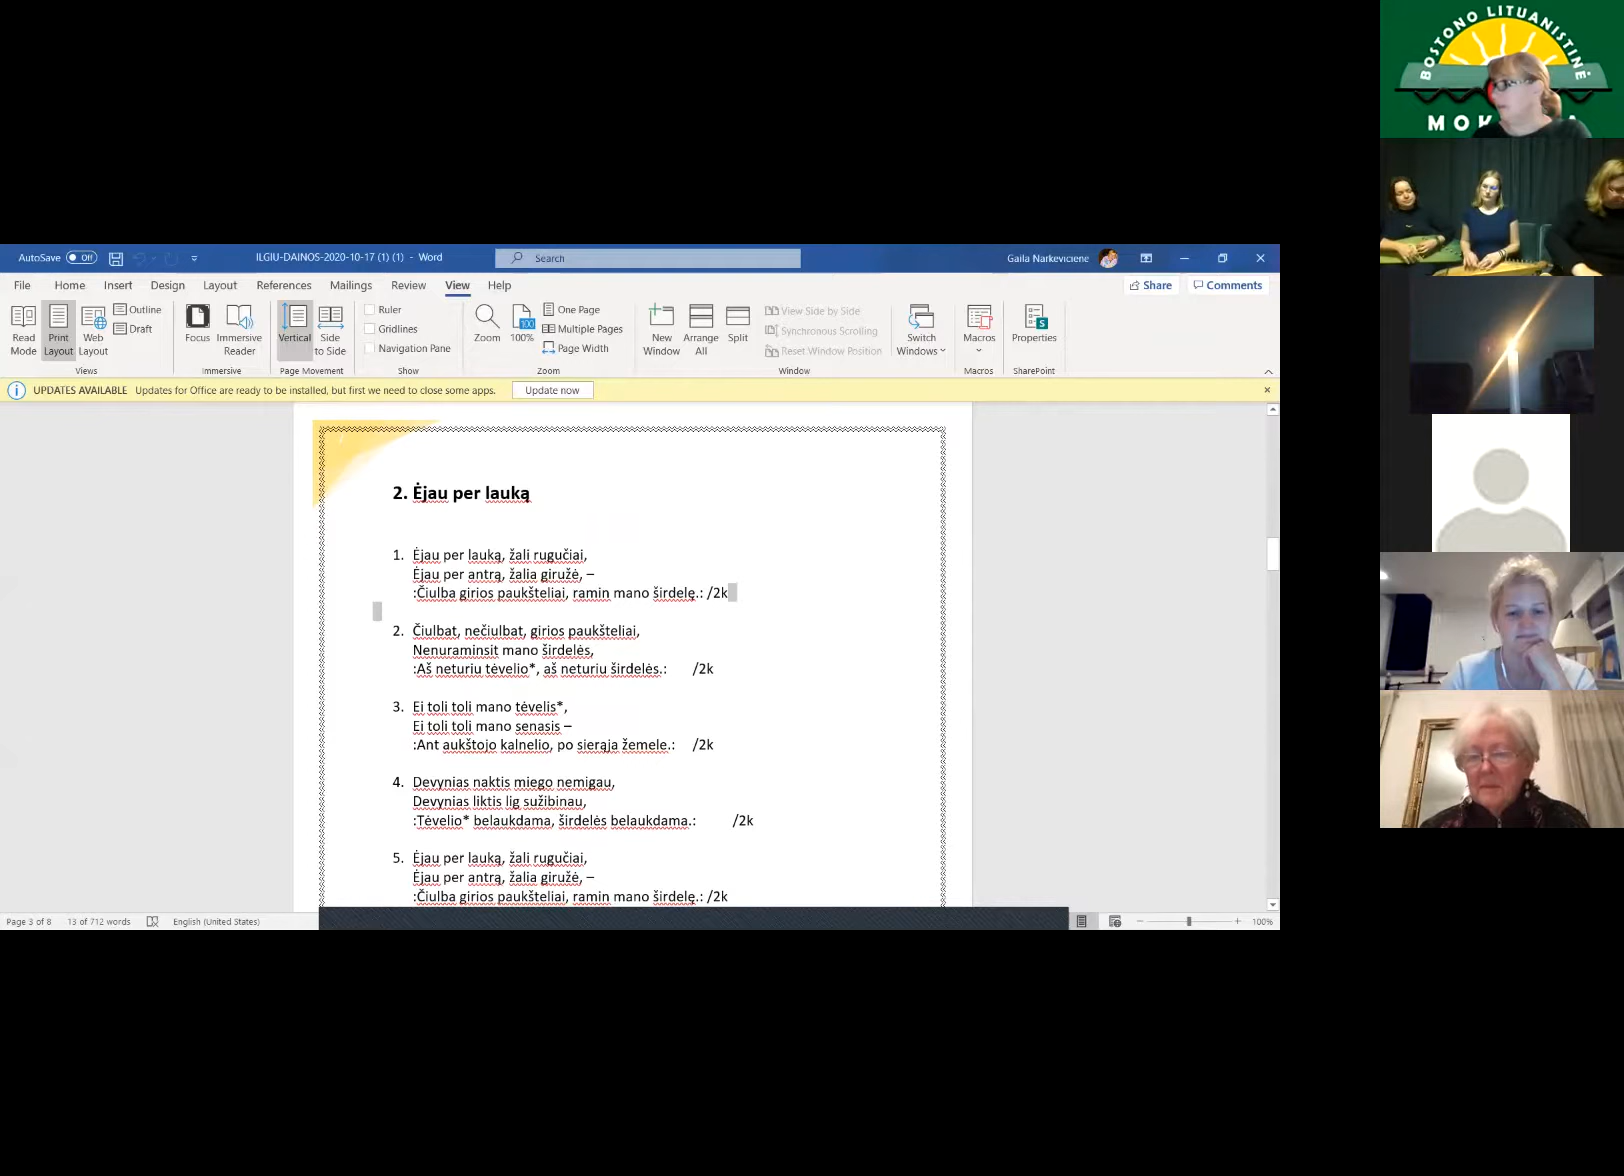 AutoSave Off
ILGIU-DAINOS-2020-10-17 (1) (1) - Word
Search
Gaila Narkeviciene
File Home Insert Draw Design Layout References Mailings Review View Help
Share Comments
Read Mode
Print Layout
Web Layout
Outline
Draft
Views
Focus
Immersive Reader
Immersive
Vertical
Side to Side
Page Movement
Ruler
Gridlines
Navigation Pane
Show
Zoom
100
100%
One Page
Multiple Pages
Page Width
Zoom
New Window
Arrange All
Split
View Side by Side
Synchronous Scrolling
Reset Window Position
Window
Switch Windows
Macros
Macros
Properties
SharePoint
UPDATES AVAILABLE Updates for Office are ready to be installed, but first we need to close some apps. Update now
2. Ėjau per lauką
1. Ėjau per lauką, žali rugučiai,
Ėjau per antrą, žalia giružė, –
:Čiulba girios paukšteliai, ramin mano širdelę.: /2k
2. Čiulbat, nečiulbat, girios paukšteliai,
Nenuraminsit mano širdelės,
:Aš neturiu tėvelio*, aš neturiu širdelės.: /2k
3. Ei toli toli mano tėvelis*,
Ei toli toli mano senasis –
:Ant aukštojo kalnelio, po sierąja žemele.: /2k
4. Devynias naktis miego nemigau,
Devynias liktis lig sužibinau,
:Tėvelio* belaukdama, širdelės belaukdama.: /2k
5. Ėjau per lauką, žali rugučiai,
Ėjau per antrą, žalia giružė, –
:Čiulba girios paukšteliai, ramin mano širdelę.: /2k
Page 3 of 8 13 of 712 words English (United States) 100%
BOSTONO LITUANISTINĖ